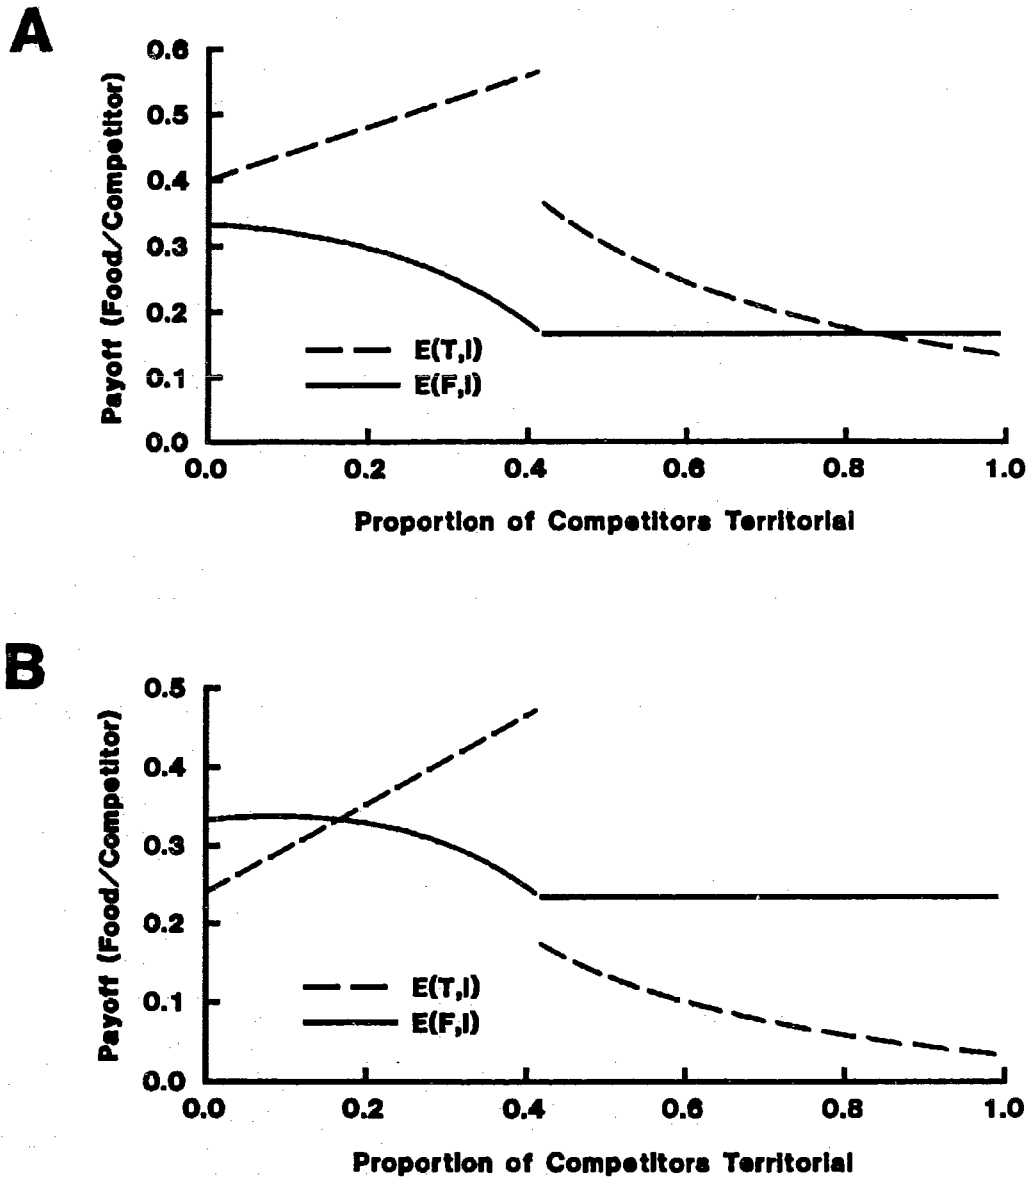 A
0.6
0.5
0.4
0.3
0.2
0.1
0.0
Payoff (Food/Competitor)
E(T,I)
E(F,I)
0.0 0.2 0.4 0.6 0.8 1.0
Proportion of Competitors Territorial
B
0.5
0.4
0.3
0.2
0.1
0.0
Payoff (Food/Competitor)
E(T,I)
E(F,I)
0.0 0.2 0.4 0.6 0.8 1.0
Proportion of Competitors Territorial